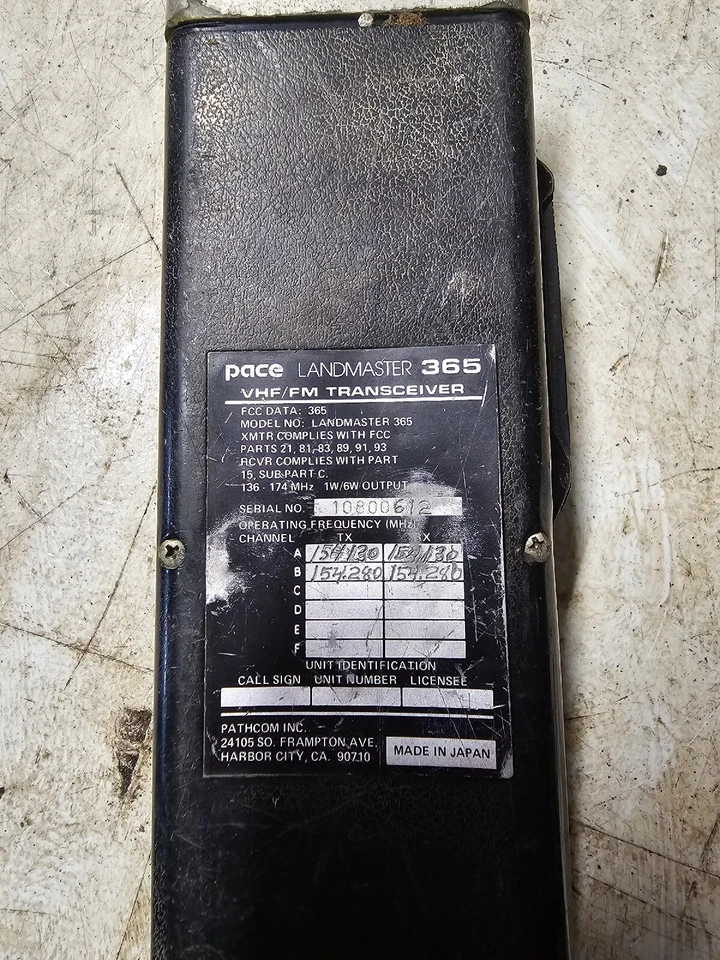 pace LANDMASTER 365
VHF/FM TRANSCEIVER
FCC DATA: 365
MODEL NO: LANDMASTER 365
XMTR COMPLIES WITH FCC
PARTS 21, 81, 83, 89, 91, 93
RCVR COMPLIES WITH PART
15, SUB PART C.
136 - 174 MHz 1W/6W OUTPUT
SERIAL NO. 10800612
OPERATING FREQUENCY (MHz)
CHANNEL TX RX
A 154.130 154.130
B 154.280 154.280
C
D
E
F
UNIT IDENTIFICATION
CALL SIGN UNIT NUMBER LICENSEE
PATHCOM INC.
24105 SO. FRAMPTON AVE.
HARBOR CITY, CA. 90710
MADE IN JAPAN